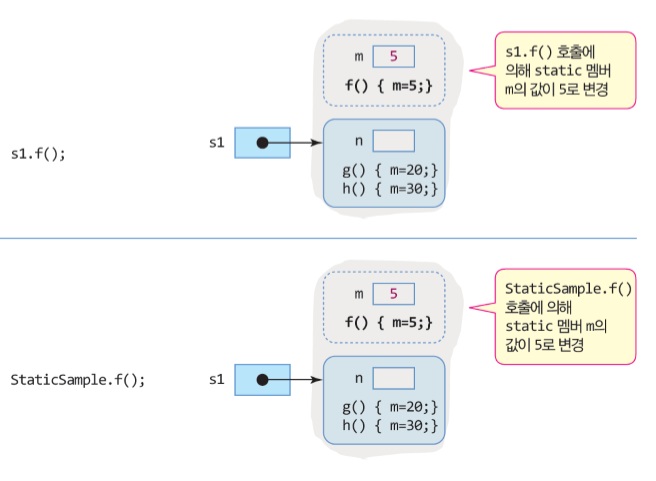 m 5
f() { m=5;}
s1.f() 호출에
의해 static 멤버
m의 값이 5로 변경
s1.f();
s1
n
g() { m=20;}
h() { m=30;}
m 5
f() { m=5;}
StaticSample.f()
호출에 의해
static 멤버 m의
값이 5로 변경
StaticSample.f();
s1
n
g() { m=20;}
h() { m=30;}